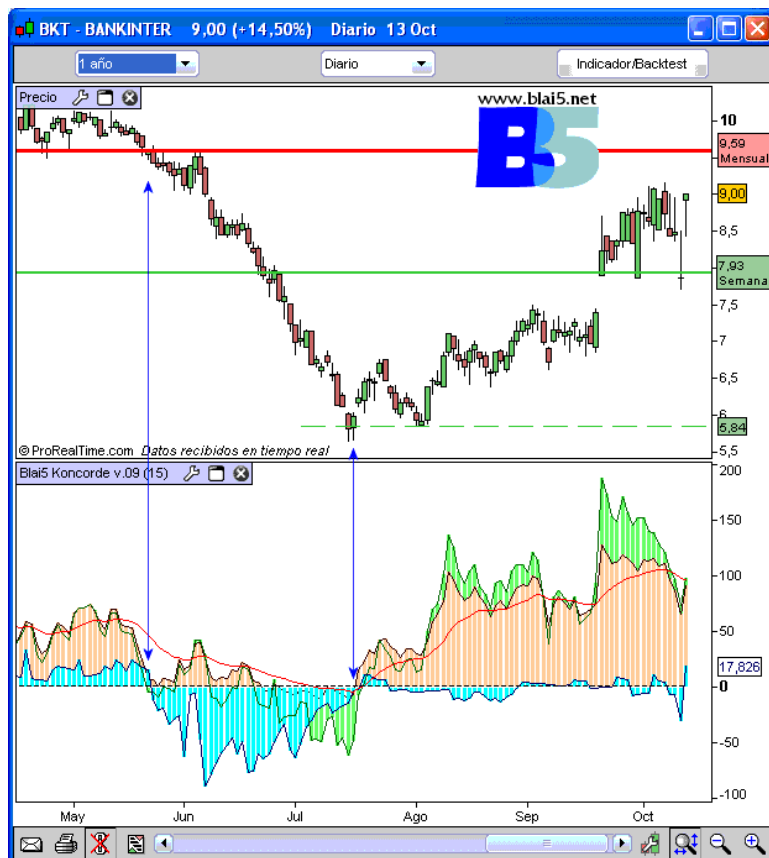 BKT - BANKINTER 9,00 (+14,50%) Diario 13 Oct
1 año Diario Indicador/Backtest
Precio
www.blai5.net
B5
10
9,59
Mensual
9,00
8,5
7,93
Semana
7,5
7
6,5
6
5,84
5,5
© ProRealTime.com Datos recibidos en tiempo real
Blai5 Koncorde v.09 (15)
200
150
100
50
17,826
0
-50
-100
May Jun Jul Ago Sep Oct